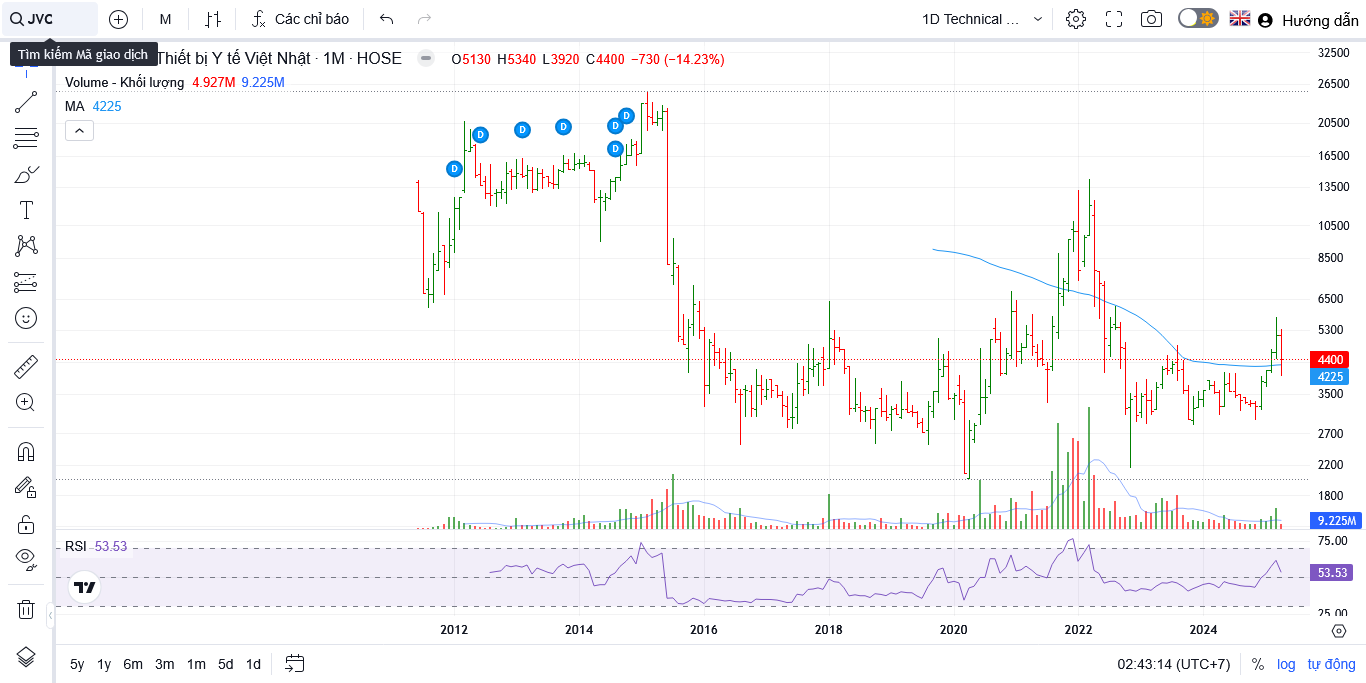 JVC
M
Các chỉ báo
1D Technical ...
Hướng dẫn
Tìm kiếm Mã giao dịch
Thiết bị Y tế Việt Nhật · 1M · HOSE
O5130 H5340 L3920 C4400 −730 (−14.23%)
Volume - Khối lượng 4.927M 9.225M
MA 4225
D
D
D
D
D
D
D
32500
26500
20500
16500
13500
10500
8500
6500
5300
4400
4225
3500
2700
2200
1800
9.225M
RSI 53.53
75.00
53.53
25.00
2012 2014 2016 2018 2020 2022 2024
5y 1y 6m 3m 1m 5d 1d
02:43:14 (UTC+7) % log tự động